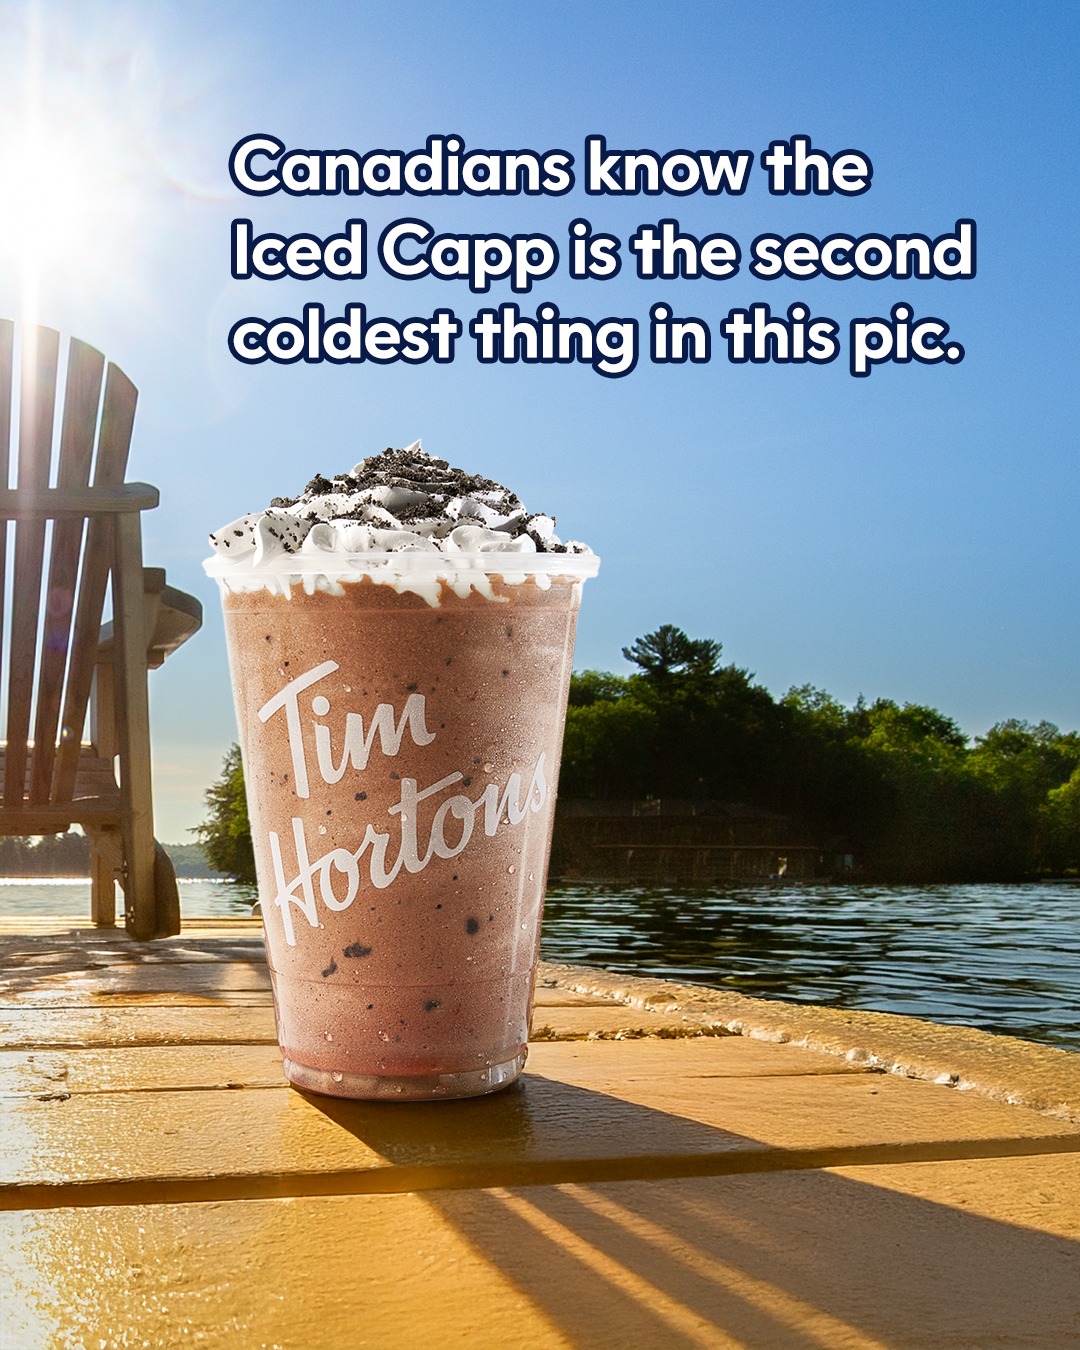 Canadians know the
Iced Capp is the second
coldest thing in this pic.
Tim
Hortons